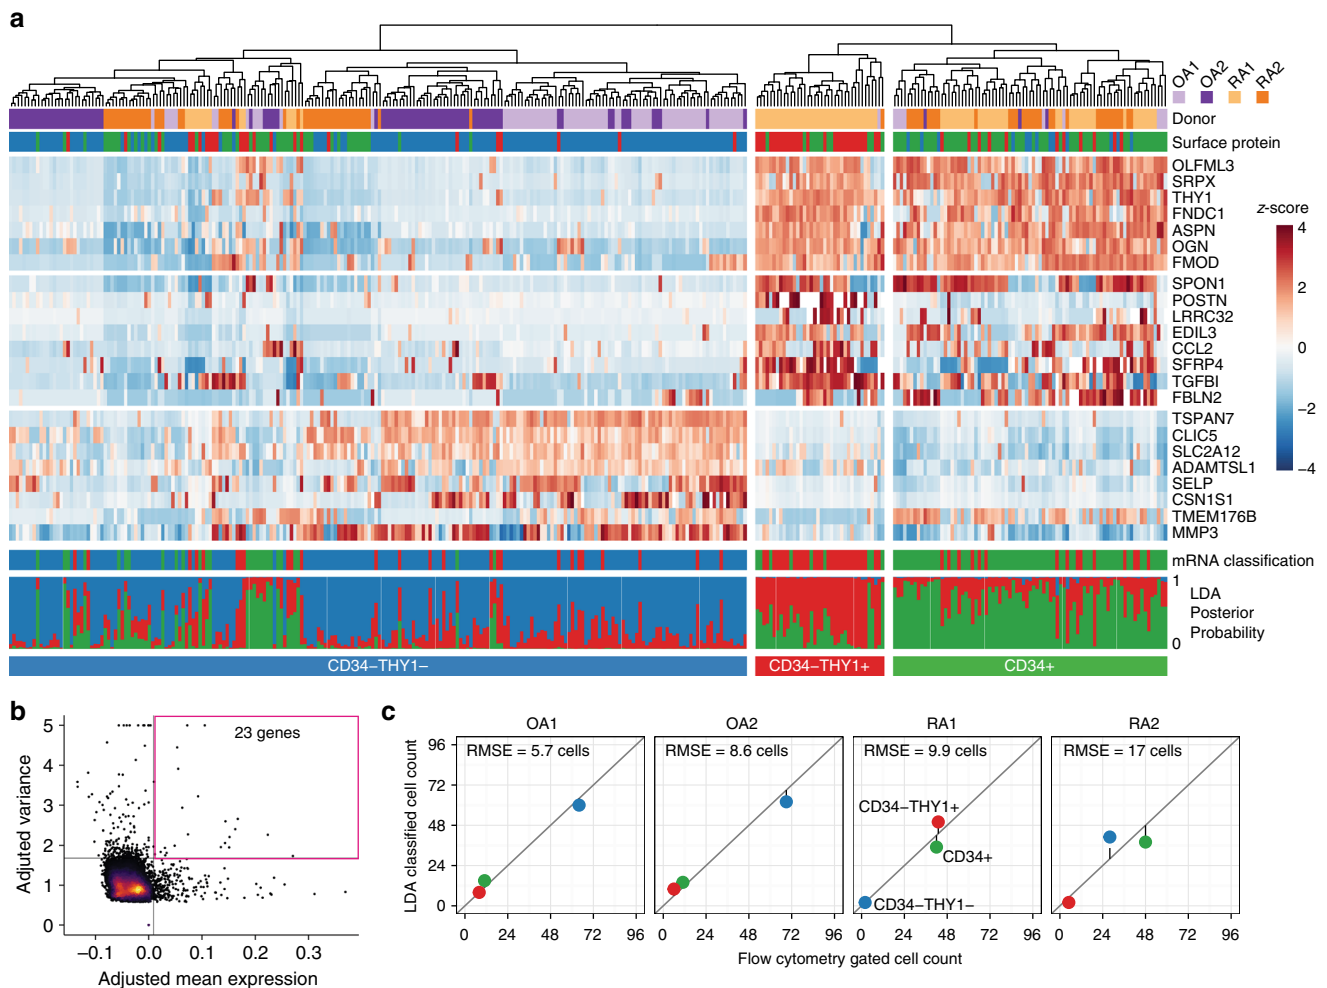 a
OA1
OA2
RA1
RA2
Donor
Surface protein
OLFML3
SRPX
THY1
FNDC1
ASPN
OGN
FMOD
SPON1
POSTN
LRRC32
EDIL3
CCL2
SFRP4
TGFBI
FBLN2
TSPAN7
CLIC5
SLC2A12
ADAMTSL1
SELP
CSN1S1
TMEM176B
MMP3
z-score
4
2
0
−2
−4
mRNA classification
1
LDA
Posterior
Probability
0
CD34−THY1−
CD34−THY1+
CD34+
b
23 genes
5
4
3
2
1
0
−0.1 0.0 0.1 0.2 0.3
Adjuted variance
Adjusted mean expression
c
OA1
OA2
RA1
RA2
RMSE = 5.7 cells
RMSE = 8.6 cells
RMSE = 9.9 cells
RMSE = 17 cells
CD34−THY1+
CD34+
CD34−THY1−
96
72
48
24
0
LDA classified cell count
0 24 48 72 96
0 24 48 72 96
0 24 48 72 96
0 24 48 72 96
Flow cytometry gated cell count